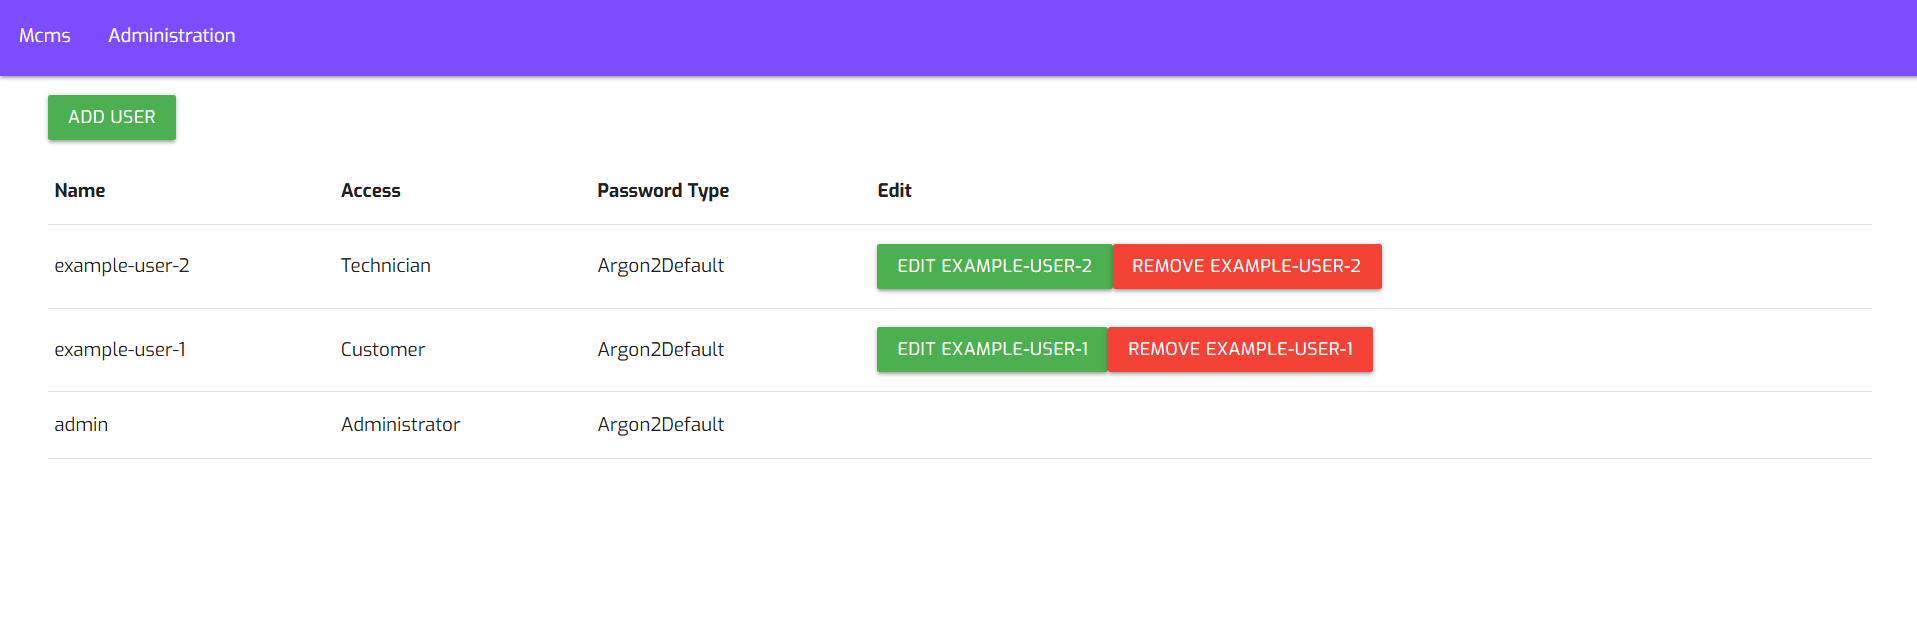 Mcms Administration
ADD USER
Name Access Password Type Edit
example-user-2 Technician Argon2Default EDIT EXAMPLE-USER-2 REMOVE EXAMPLE-USER-2
example-user-1 Customer Argon2Default EDIT EXAMPLE-USER-1 REMOVE EXAMPLE-USER-1
admin Administrator Argon2Default